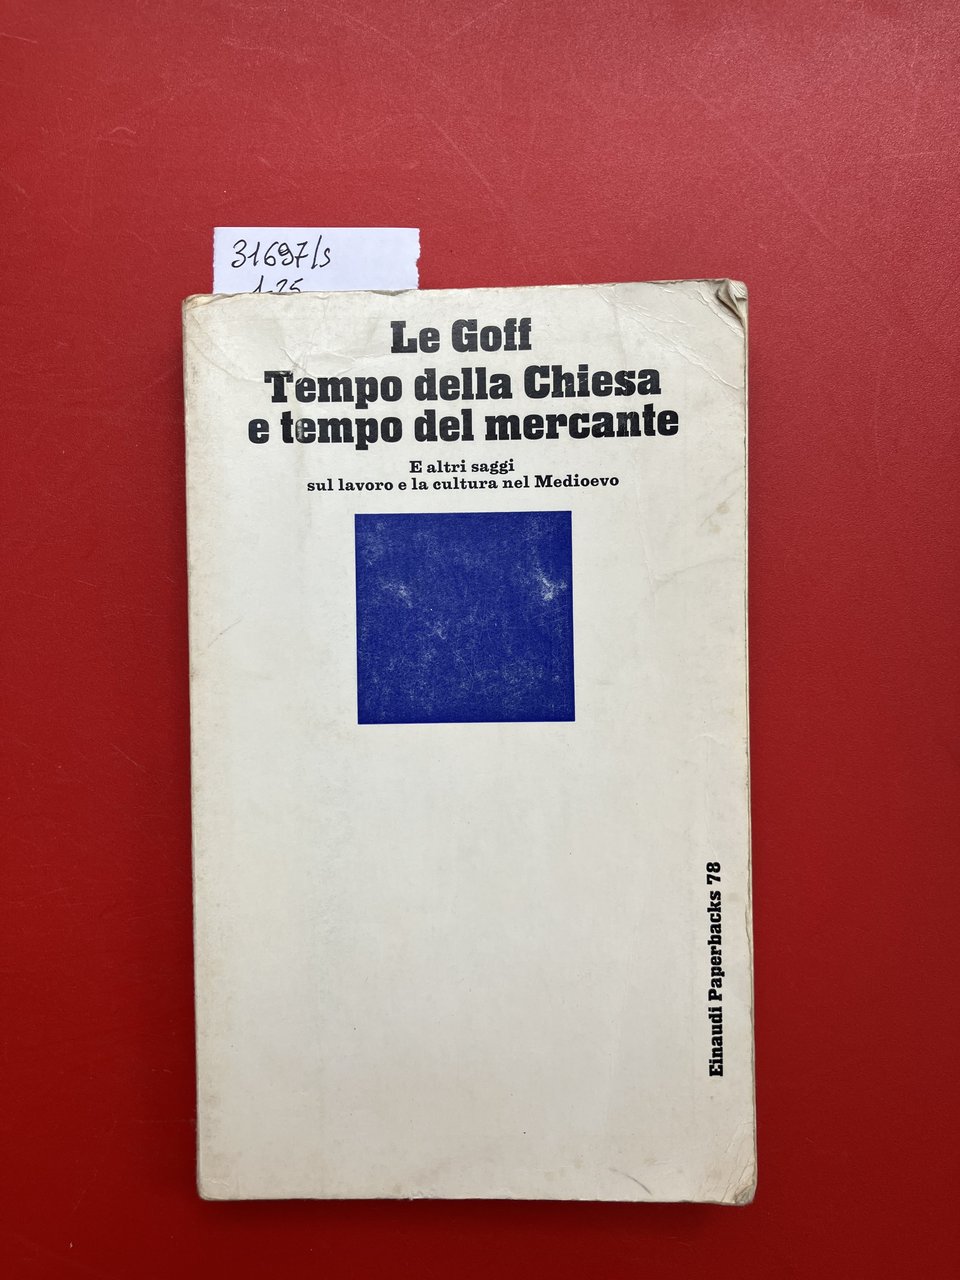 31697/s
Le Goff
Tempo della Chiesa
e tempo del mercante
E altri saggi
sul lavoro e la cultura nel Medioevo
Einaudi Paperbacks 78